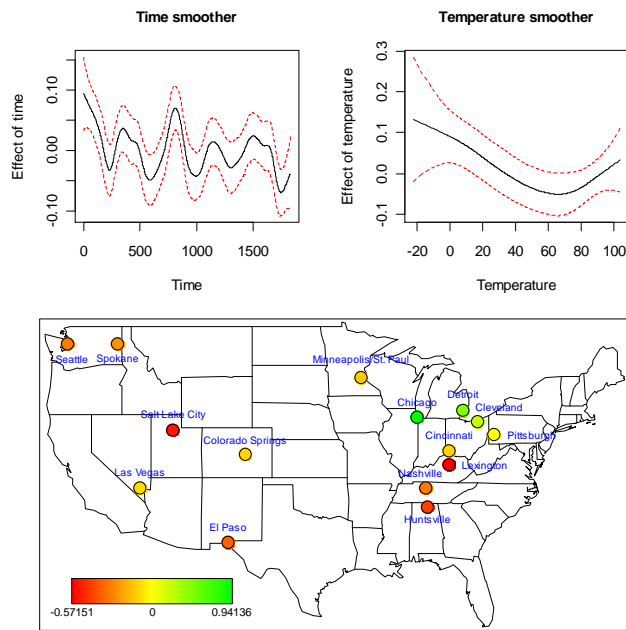 Time smoother
Effect of time
-0.10 0.00 0.10
0 500 1000 1500
Time
Temperature smoother
Effect of temperature
-0.1 0.0 0.1 0.2 0.3
-20 0 20 40 60 80 100
Temperature
Seattle
Spokane
Minneapolis/St. Paul
Salt Lake City
Chicago
Detroit
Cleveland
Colorado Springs
Cincinnati
Pittsburgh
Las Vegas
Nashville
Lexington
Huntsville
El Paso
-0.57151 0 0.94136